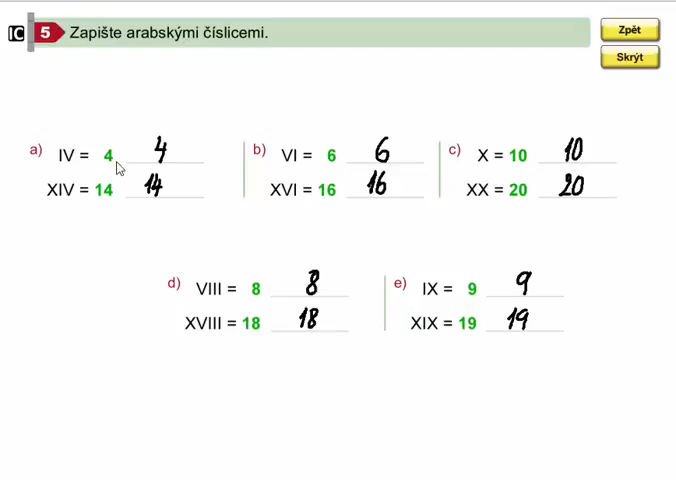 5 Zapište arabskými číslicemi.
Zpět
Skrýt
a) IV = 4 4
XIV = 14 14
b) VI = 6 6
XVI = 16 16
c) X = 10 10
XX = 20 20
d) VIII = 8 8
XVIII = 18 18
e) IX = 9 9
XIX = 19 19